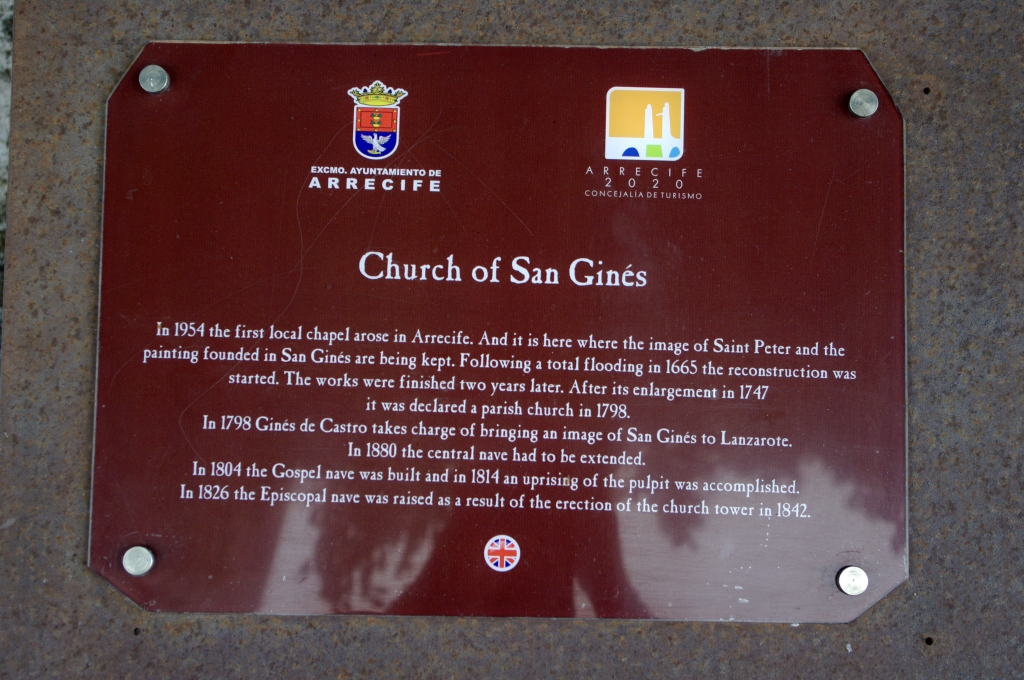 EXCMO. AYUNTAMIENTO DE
ARRECIFE
ARRECIFE
2020
CONCEJALÍA DE TURISMO
Church of San Ginés
In 1954 the first local chapel arose in Arrecife. And it is here where the image of Saint Peter and the
painting founded in San Ginés are being kept. Following a total flooding in 1665 the reconstruction was
started. The works were finished two years later. After its enlargement in 1747
it was declared a parish church in 1798.
In 1798 Ginés de Castro takes charge of bringing an image of San Ginés to Lanzarote.
In 1880 the central nave had to be extended.
In 1804 the Gospel nave was built and in 1814 an uprising of the pulpit was accomplished.
In 1826 the Episcopal nave was raised as a result of the erection of the church tower in 1842.